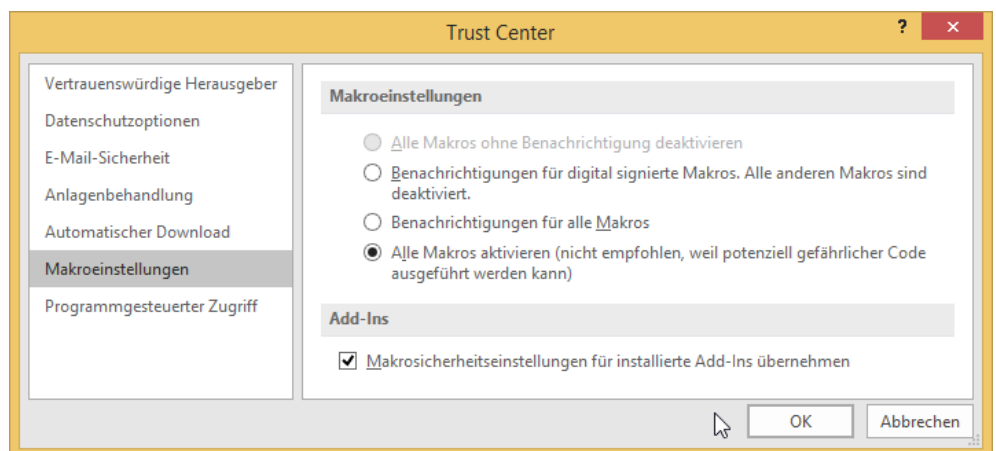 Trust Center
?
Vertrauenswürdige Herausgeber
Datenschutzoptionen
E-Mail-Sicherheit
Anlagenbehandlung
Automatischer Download
Makroeinstellungen
Programmgesteuerter Zugriff
Makroeinstellungen
Alle Makros ohne Benachrichtigung deaktivieren
Benachrichtigungen für digital signierte Makros. Alle anderen Makros sind
deaktiviert.
Benachrichtigungen für alle Makros
Alle Makros aktivieren (nicht empfohlen, weil potenziell gefährlicher Code
ausgeführt werden kann)
Add-Ins
Makrosicherheitseinstellungen für installierte Add-Ins übernehmen
OK
Abbrechen